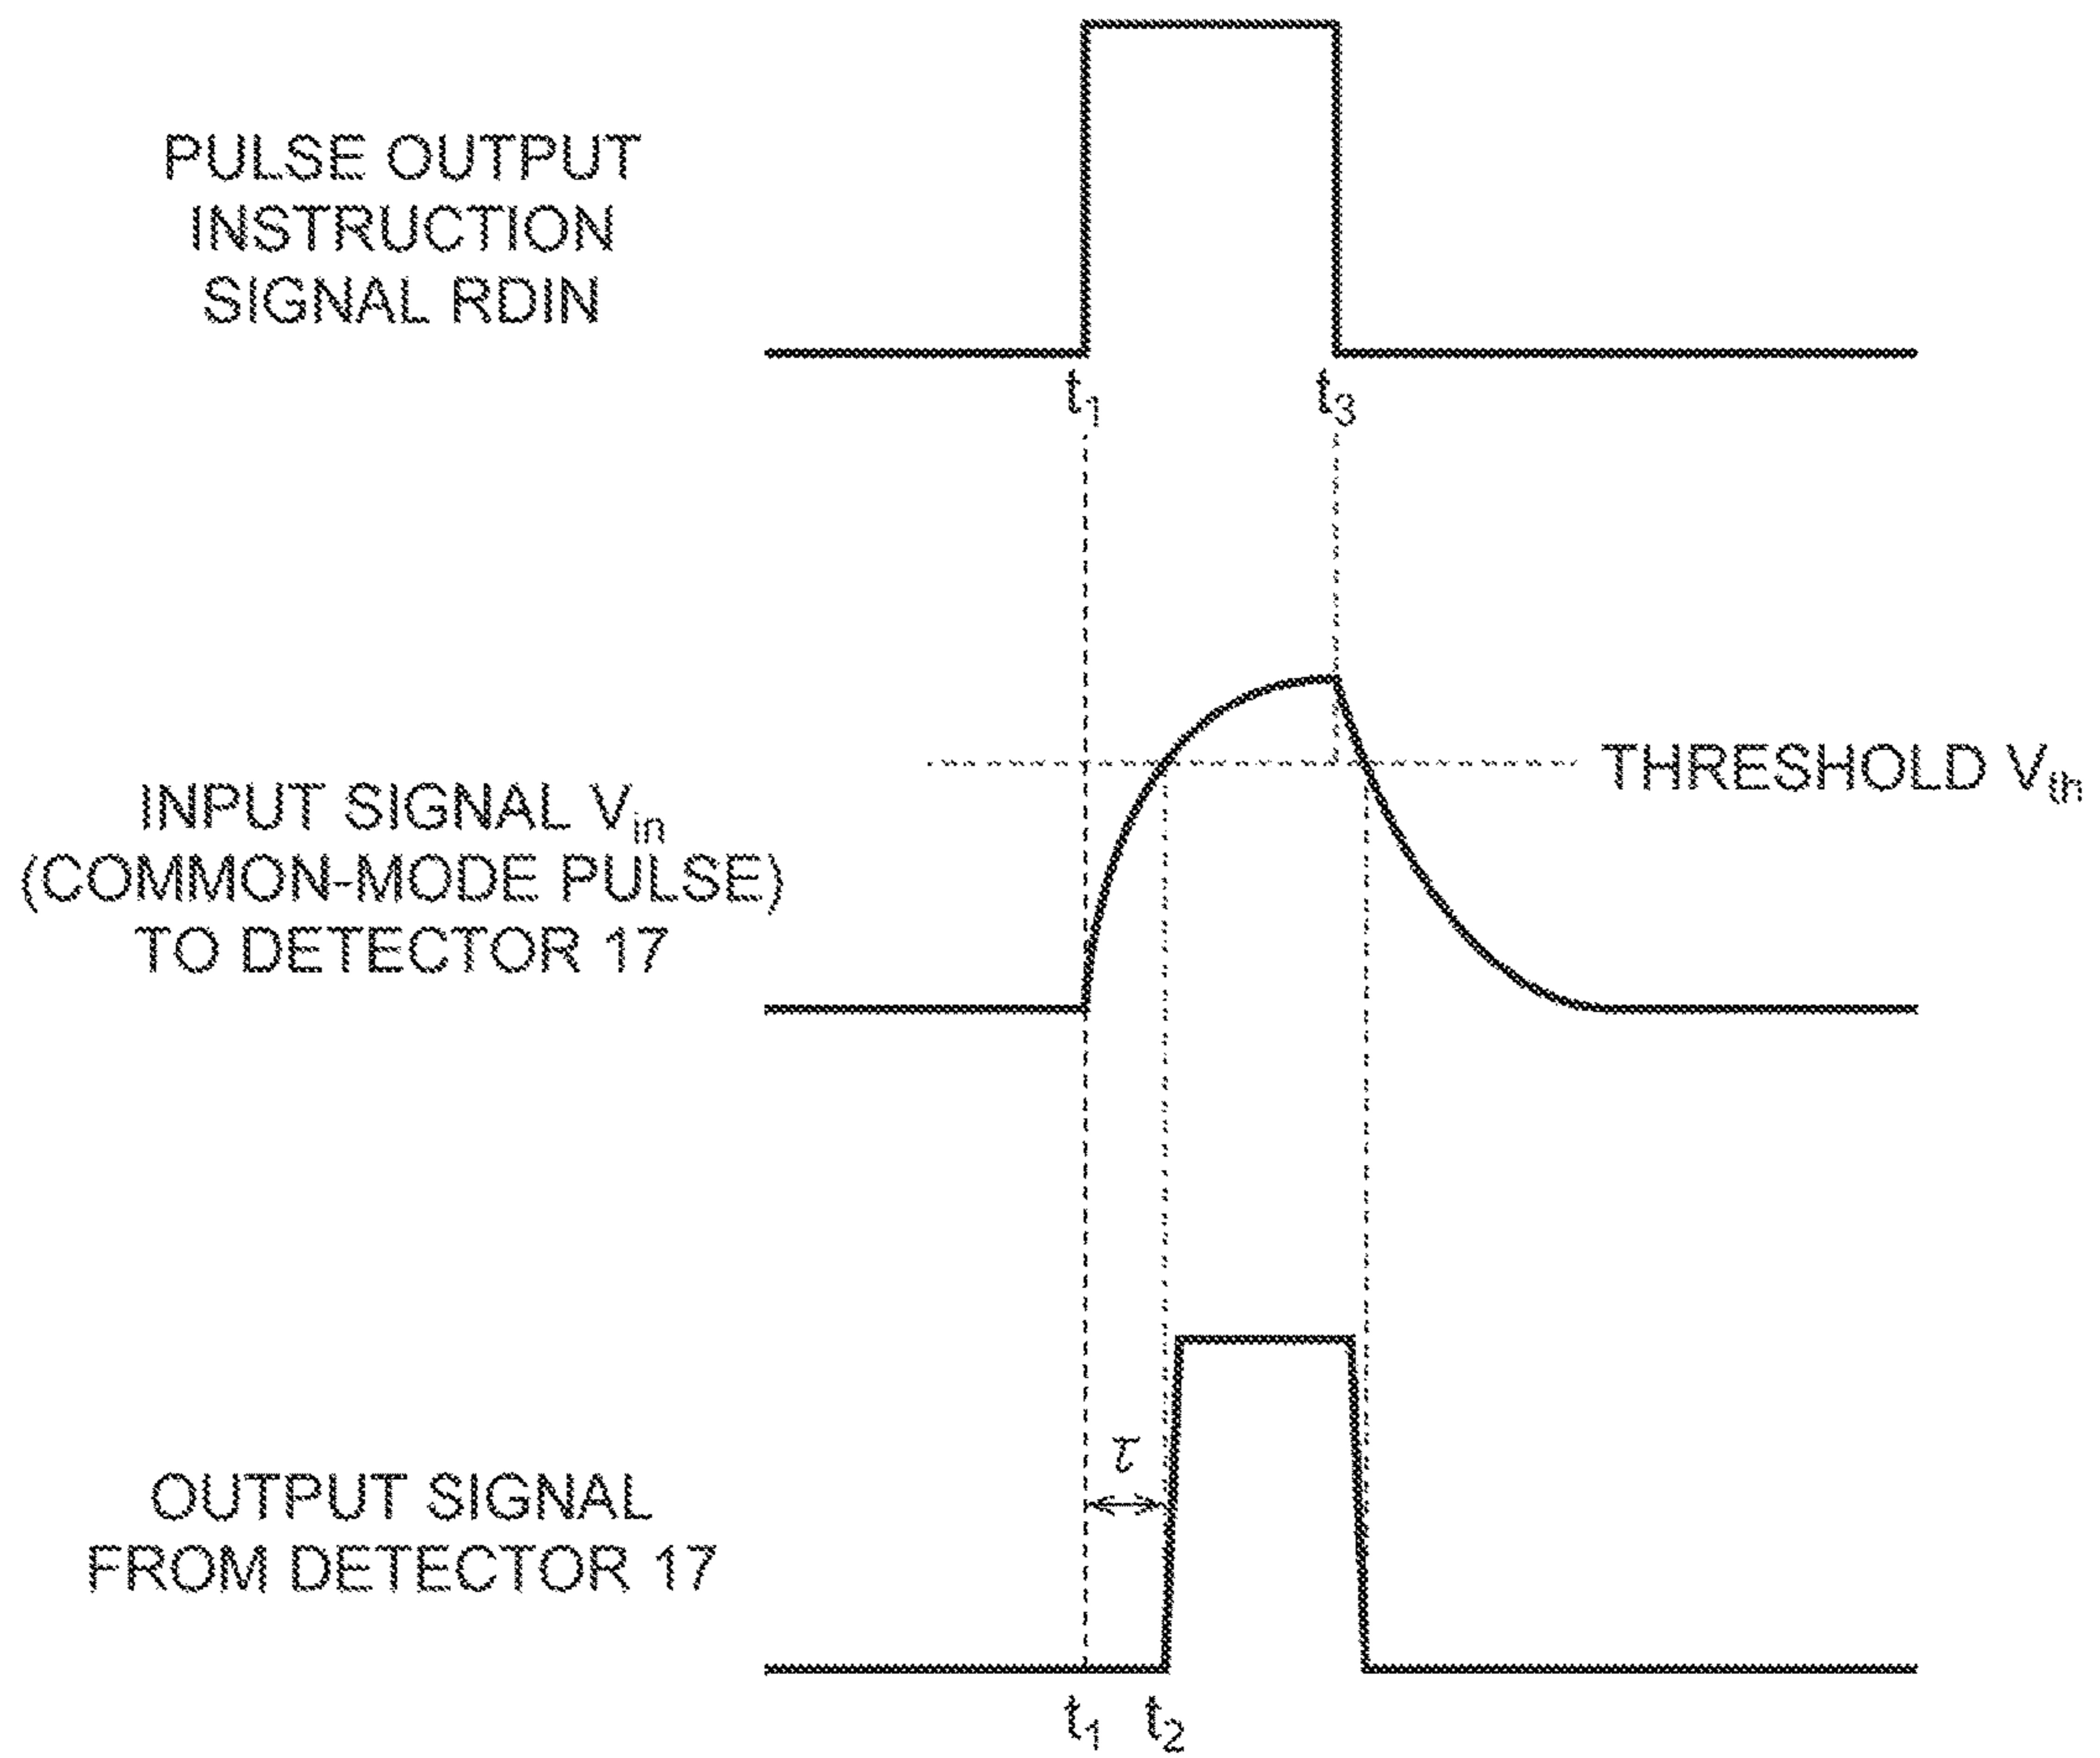 PULSE OUTPUT
INSTRUCTION
SIGNAL RDIN
t1
t3
THRESHOLD Vth
INPUT SIGNAL Vin
(COMMON-MODE PULSE)
TO DETECTOR 17
τ
OUTPUT SIGNAL
FROM DETECTOR 17
t1
t2